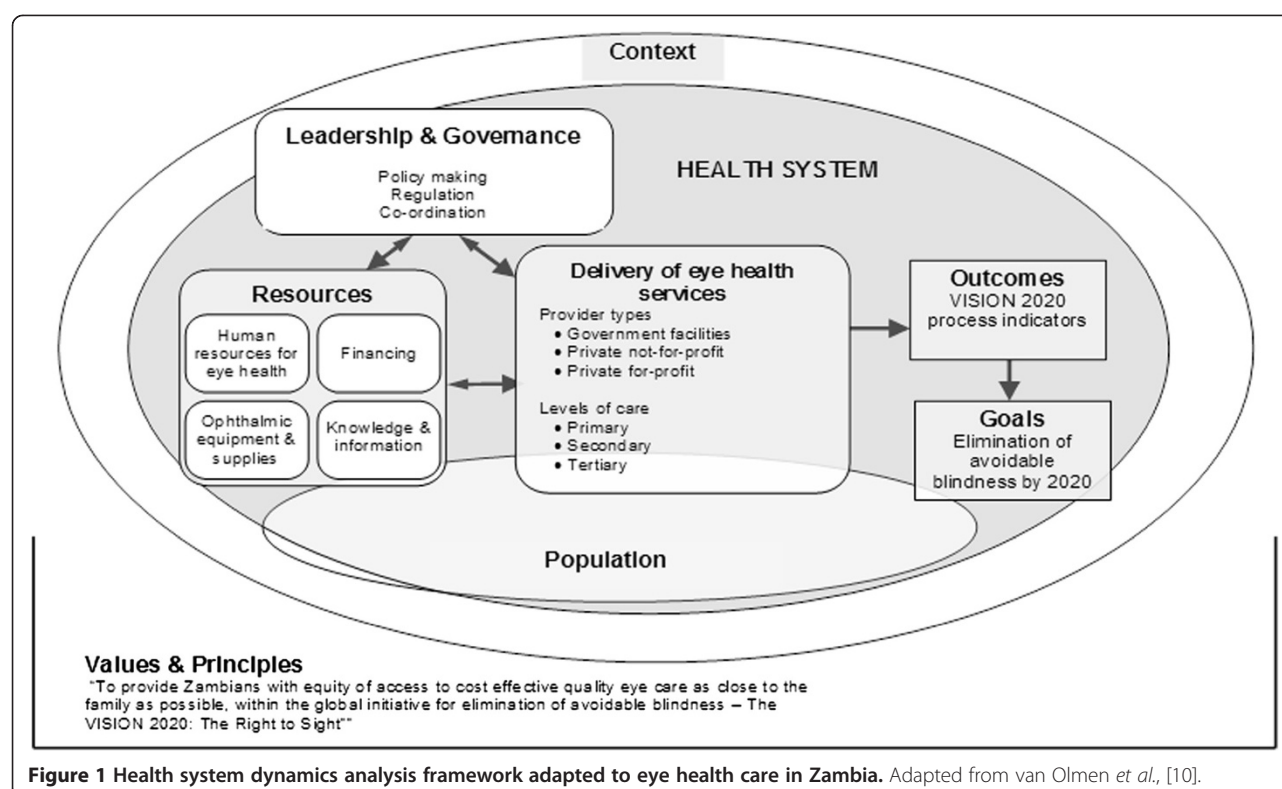 Context
Leadership & Governance
Policy making
Regulation
Co-ordination
HEALTH SYSTEM
Resources
Human
resources for
eye health
Financing
Ophthalmic
equipment &
supplies
Knowledge &
information
Delivery of eye health
services
Provider types
• Government facilities
• Private not-for-profit
• Private for-profit
Levels of care
• Primary
• Secondary
• Tertiary
Outcomes
VISION 2020
process indicators
Goals
Elimination of
avoidable
blindness by 2020
Population
Values & Principles
"To provide Zambians with equity of access to cost effective quality eye care as close to the
family as possible, within the global initiative for elimination of avoidable blindness – The
VISION 2020: The Right to Sight""
Figure 1 Health system dynamics analysis framework adapted to eye health care in Zambia. Adapted from van Olmen et al., [10].